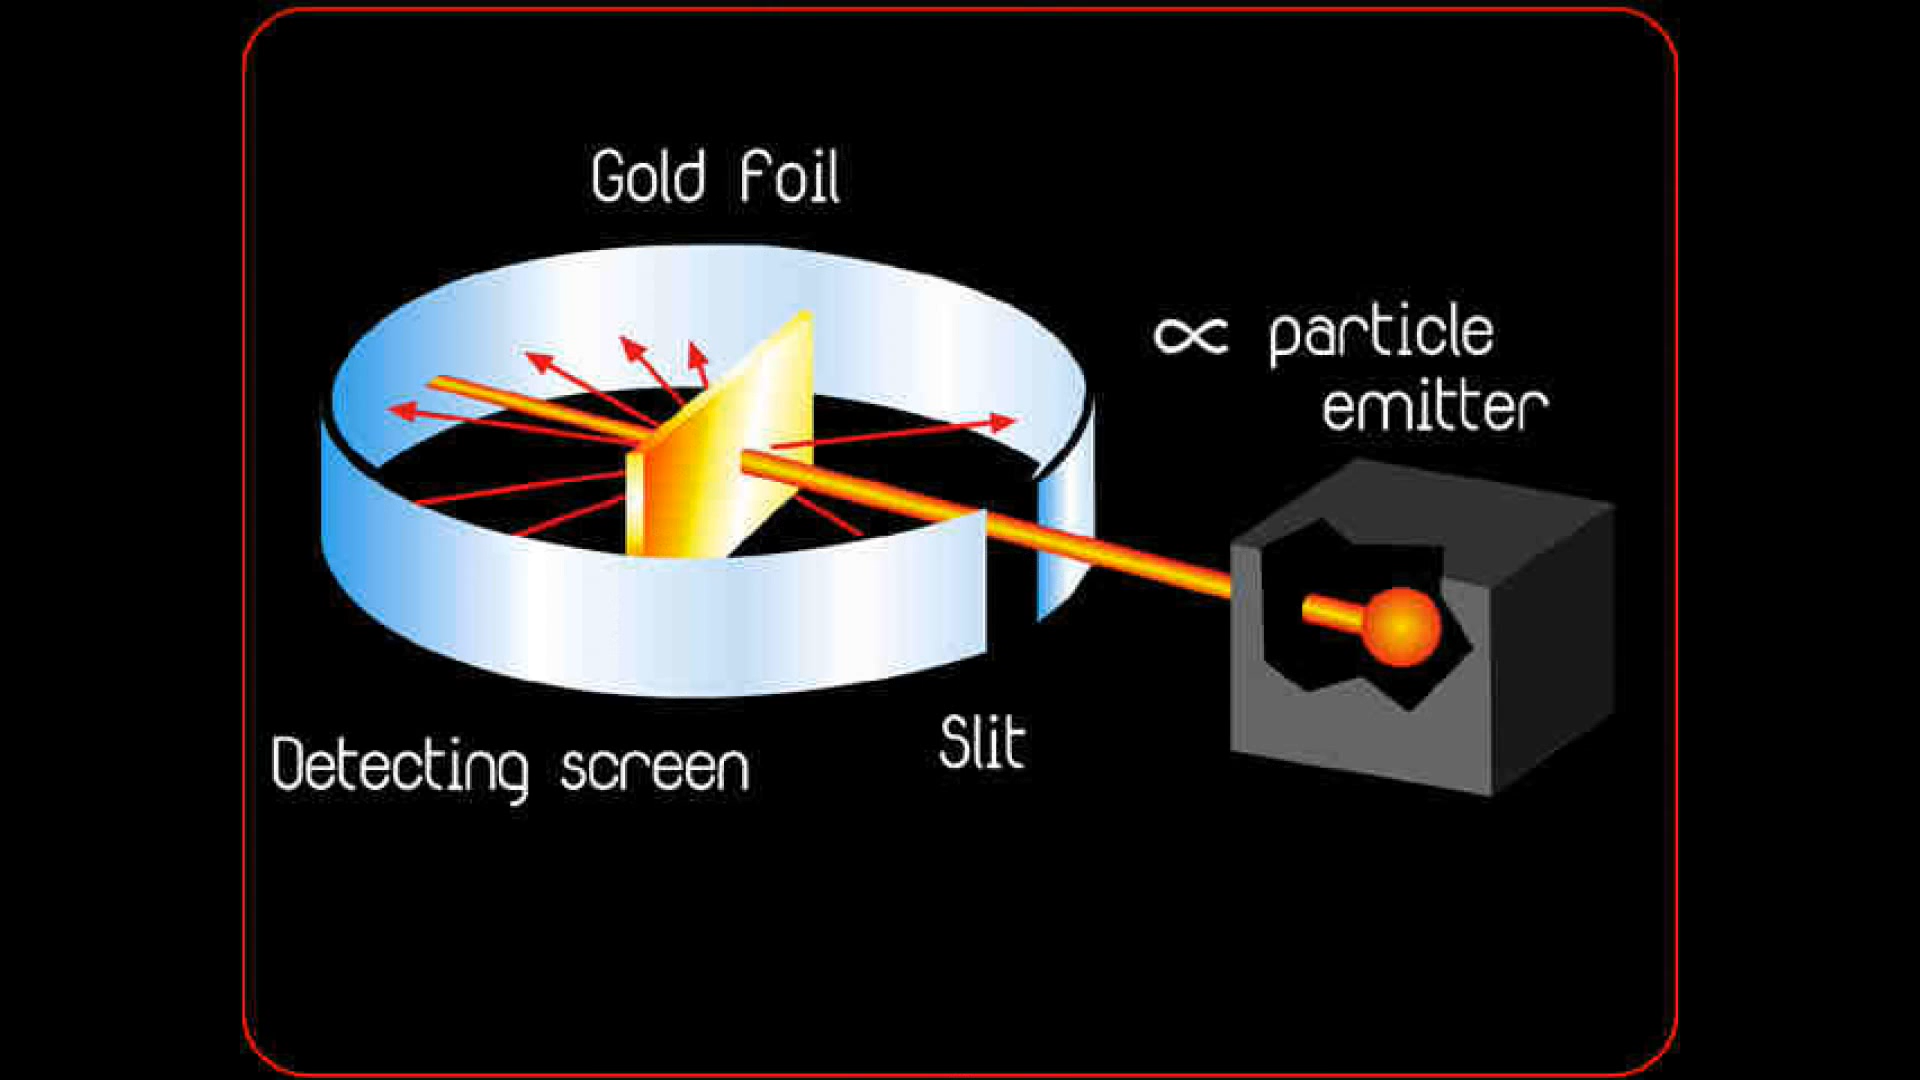 Gold foil
∝ particle
emitter
Slit
Detecting screen